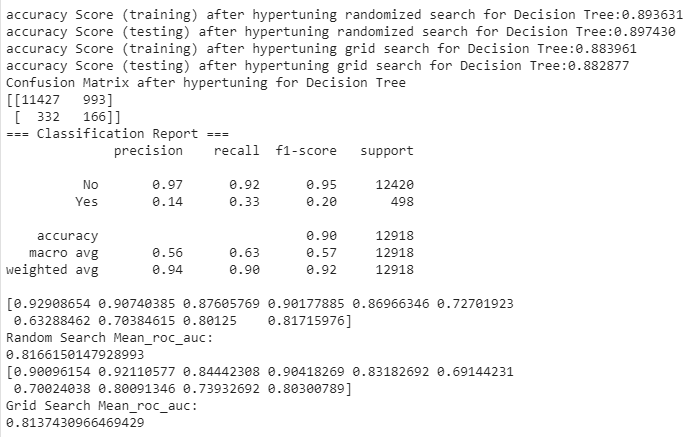 accuracy Score (training) after hypertuning randomized search for Decision Tree:0.893631
accuracy Score (testing) after hypertuning randomized search for Decision Tree:0.897430
accuracy Score (training) after hypertuning grid search for Decision Tree:0.883961
accuracy Score (testing) after hypertuning grid search for Decision Tree:0.882877
Confusion Matrix after hypertuning for Decision Tree
[[11427   993]
 [  332   166]]
=== Classification Report ===
              precision    recall  f1-score   support

          No       0.97      0.92      0.95     12420
         Yes       0.14      0.33      0.20       498

    accuracy                           0.90     12918
   macro avg       0.56      0.63      0.57     12918
weighted avg       0.94      0.90      0.92     12918

[0.92908654 0.90740385 0.87605769 0.90177885 0.86966346 0.72701923
 0.63288462 0.70384615 0.80125    0.81715976]
Random Search Mean_roc_auc:
0.8166150147928993
[0.90096154 0.92110577 0.84442308 0.90418269 0.83182692 0.69144231
 0.70024038 0.80091346 0.73932692 0.80300789]
Grid Search Mean_roc_auc:
0.8137430966469429